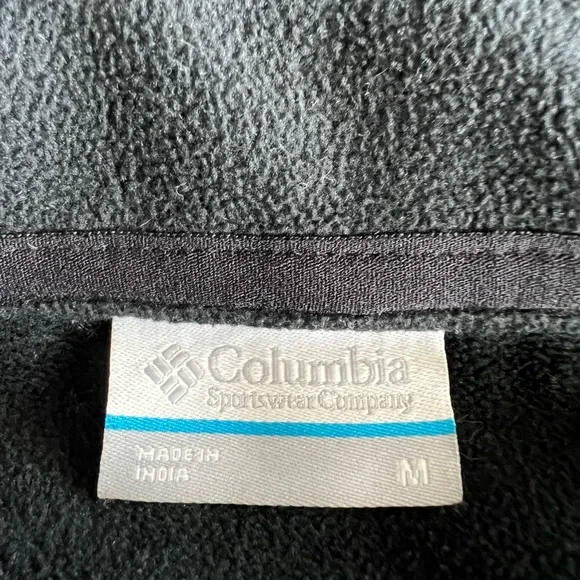 Columbia
Sportswear Company
MADE IN
INDIA
M